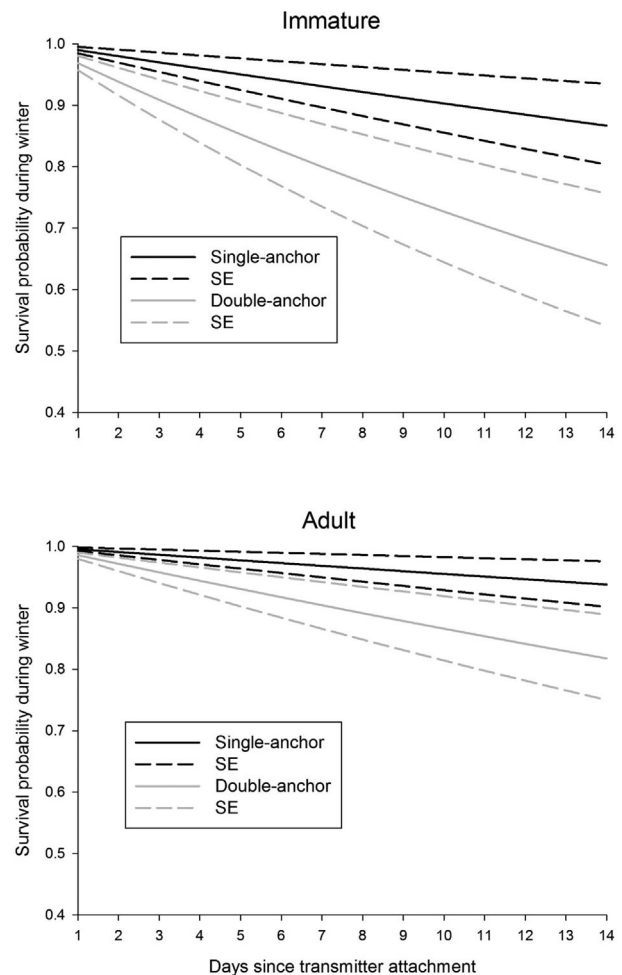 Immature
1.0
0.9
0.8
0.7
0.6
0.5
0.4
Survival probability during winter
Single-anchor
SE
Double-anchor
SE
1 2 3 4 5 6 7 8 9 10 11 12 13 14
Adult
1.0
0.9
0.8
0.7
0.6
0.5
0.4
Survival probability during winter
Single-anchor
SE
Double-anchor
SE
1 2 3 4 5 6 7 8 9 10 11 12 13 14
Days since transmitter attachment